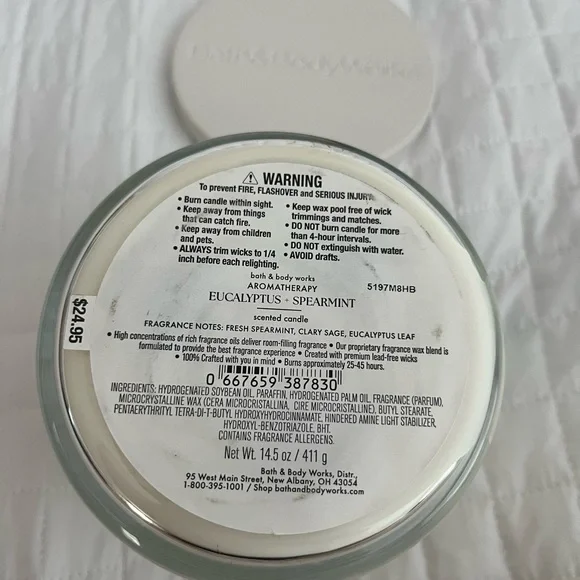 Bath & Body Works
⚠ WARNING
To prevent FIRE, FLASHOVER and SERIOUS INJURY:
• Burn candle within sight.
• Keep away from things
that can catch fire.
• Keep away from children
and pets.
• ALWAYS trim wicks to 1/4
inch before each relighting.
• Keep wax pool free of wick
trimmings and matches.
• DO NOT burn candle for more
than 4-hour intervals.
• DO NOT extinguish with water.
• AVOID drafts.
bath & body works
AROMATHERAPY
5197M8HB
EUCALYPTUS + SPEARMINT
scented candle
FRAGRANCE NOTES: FRESH SPEARMINT, CLARY SAGE, EUCALYPTUS LEAF
• High concentrations of rich fragrance oils deliver room-filling fragrance • Our proprietary fragrance wax blend is
formulated to provide the best fragrance experience • Created with premium lead-free wicks
• 100% Crafted with you in mind • Burns approximately 25-45 hours.
0 667659 387830
INGREDIENTS: HYDROGENATED SOYBEAN OIL, PARAFFIN, HYDROGENATED PALM OIL, FRAGRANCE (PARFUM),
MICROCRYSTALLINE WAX (CERA MICROCRISTALLINA, CIRE MICROCRISTALLINE), BUTYL STEARATE,
PENTAERYTHRITYL TETRA-DI-T-BUTYL HYDROXYHYDROCINNAMATE, HINDERED AMINE LIGHT STABILIZER,
HYDROXYL-BENZOTRIAZOLE, BHT.
CONTAINS FRAGRANCE ALLERGENS.
Net Wt. 14.5 oz / 411 g
Bath & Body Works, Distr.,
95 West Main Street, New Albany, OH 43054
1-800-395-1001 / Shop bathandbodyworks.com
$24.95